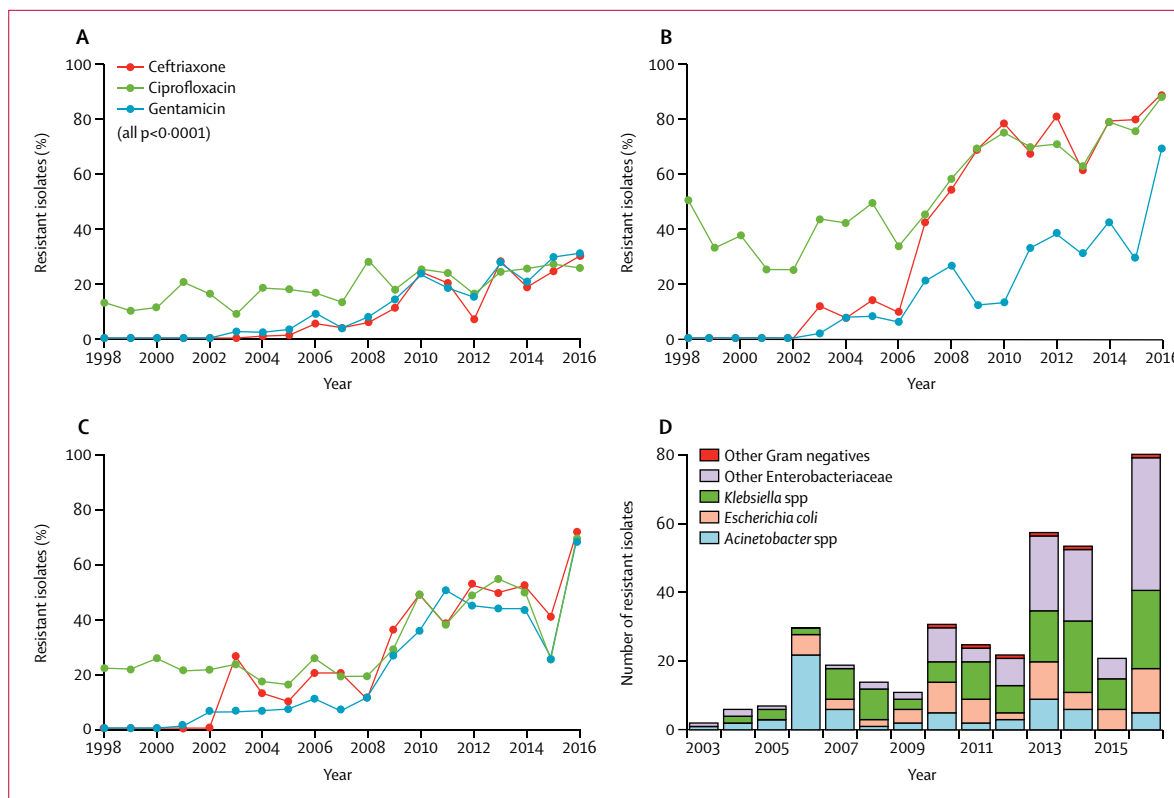 A
Ceftriaxone
Ciprofloxacin
Gentamicin
(all p<0·0001)
Resistant isolates (%)
100
80
60
40
20
0
1998 2000 2002 2004 2006 2008 2010 2012 2014 2016
Year
B
Resistant isolates (%)
100
80
60
40
20
0
1998 2000 2002 2004 2006 2008 2010 2012 2014 2016
Year
C
Resistant isolates (%)
100
80
60
40
20
0
1998 2000 2002 2004 2006 2008 2010 2012 2014 2016
Year
D
Other Gram negatives
Other Enterobacteriaceae
Klebsiella spp
Escherichia coli
Acinetobacter spp
Number of resistant isolates
80
60
40
20
0
2003 2005 2007 2009 2011 2013 2015
Year